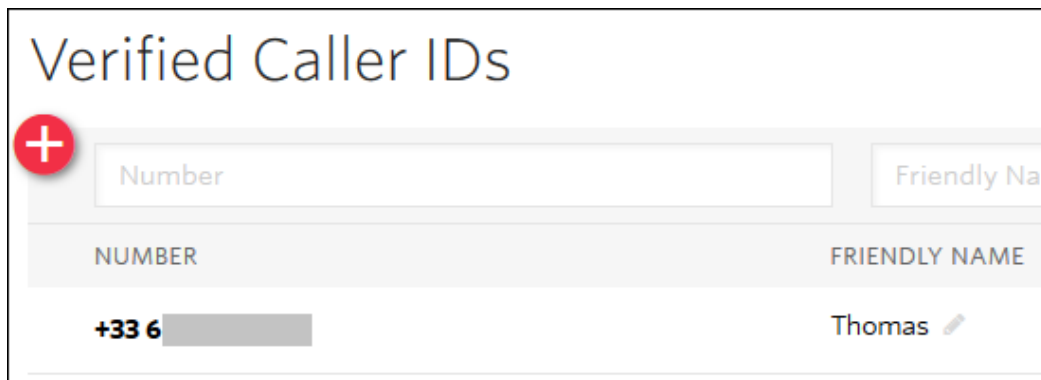 Verified Caller IDs
Number Friendly Na
NUMBER FRIENDLY NAME
+33 6 Thomas